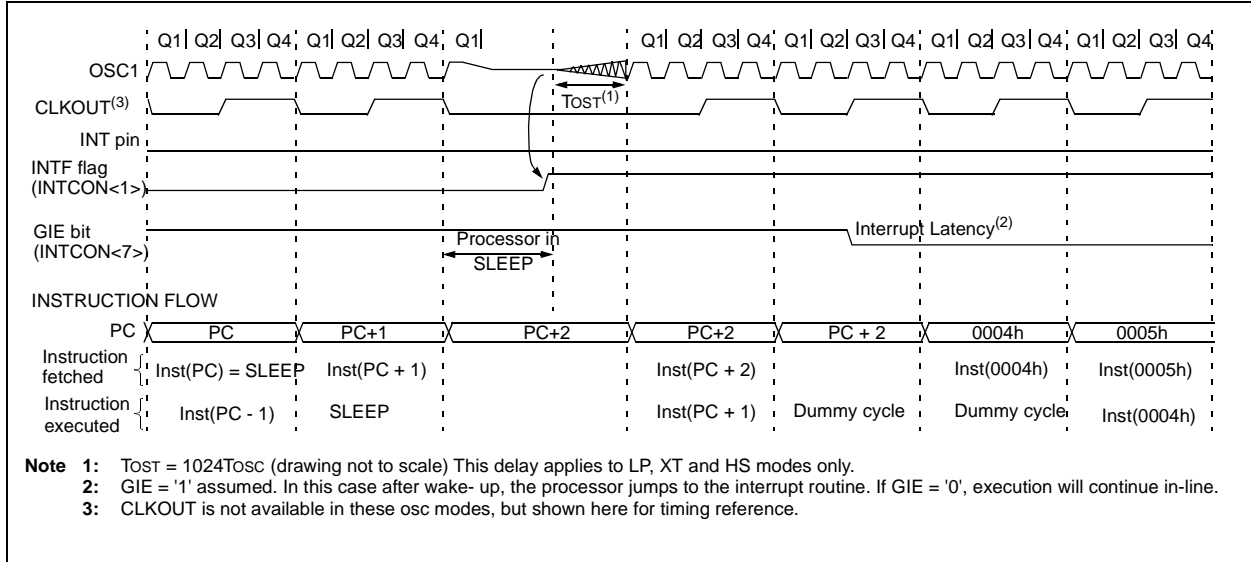 Q1 Q2 Q3 Q4 Q1 Q2 Q3 Q4 Q1 Q1 Q2 Q3 Q4 Q1 Q2 Q3 Q4 Q1 Q2 Q3 Q4 Q1 Q2 Q3 Q4
OSC1
TOST(1)
CLKOUT(3)
INT pin
INTF flag
(INTCON<1>)
GIE bit
(INTCON<7>)
Interrupt Latency(2)
Processor in
SLEEP
INSTRUCTION FLOW
PC PC PC+1 PC+2 PC+2 PC + 2 0004h 0005h
Instruction
fetched
Inst(PC) = SLEEP Inst(PC + 1) Inst(PC + 2) Inst(0004h) Inst(0005h)
Instruction
executed
Inst(PC - 1) SLEEP Inst(PC + 1) Dummy cycle Dummy cycle Inst(0004h)
Note 1: TOST = 1024TOSC (drawing not to scale) This delay applies to LP, XT and HS modes only.
2: GIE = '1' assumed. In this case after wake- up, the processor jumps to the interrupt routine. If GIE = '0', execution will continue in-line.
3: CLKOUT is not available in these osc modes, but shown here for timing reference.